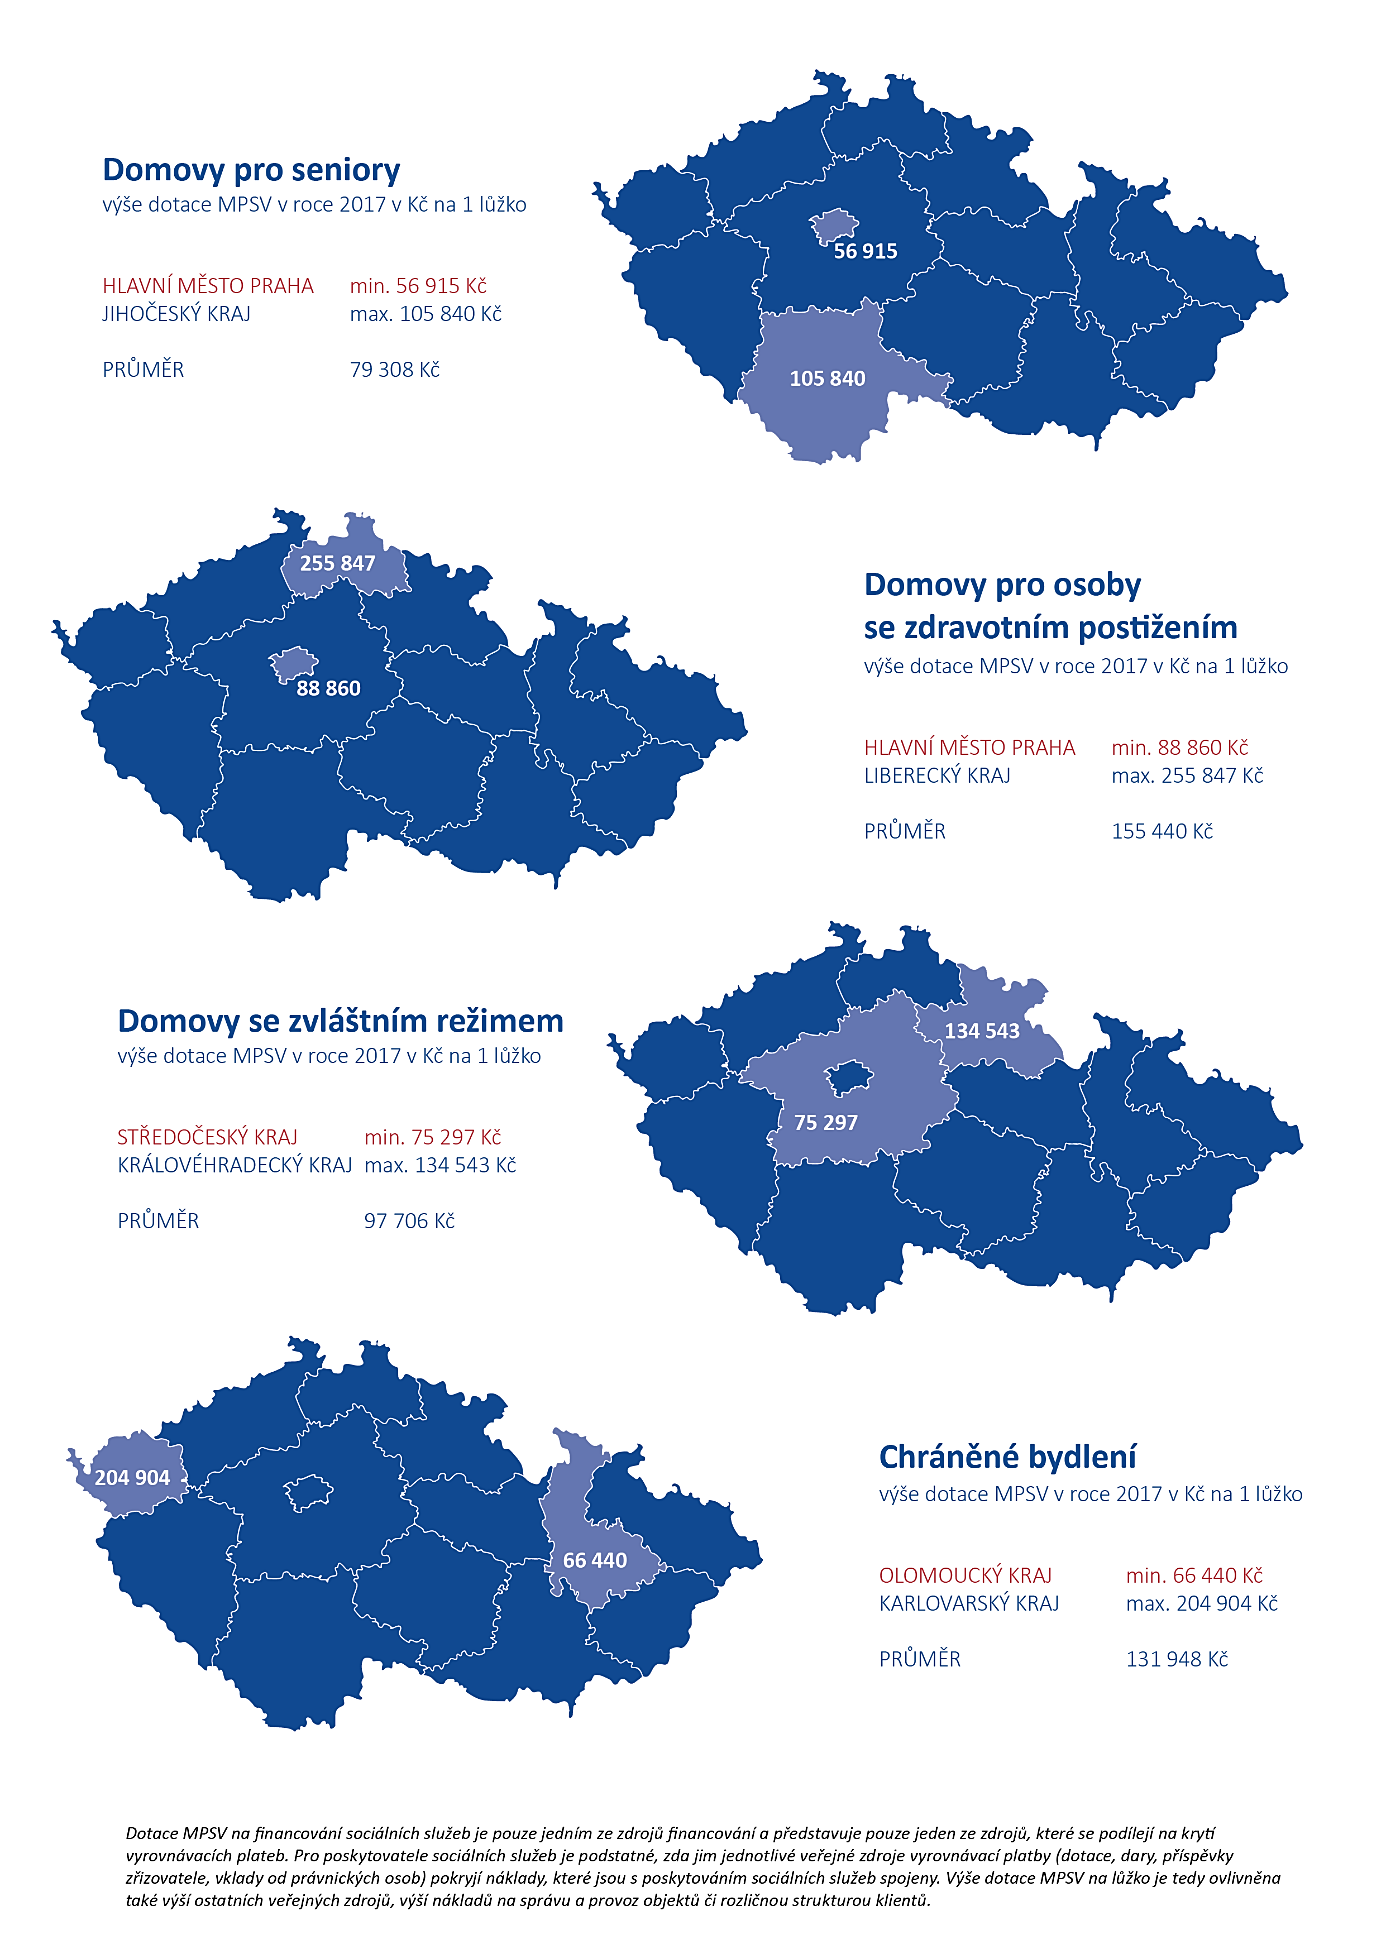 Domovy pro seniory
výše dotace MPSV v roce 2017 v Kč na 1 lůžko
HLAVNÍ MĚSTO PRAHA min. 56 915 Kč
JIHOČESKÝ KRAJ max. 105 840 Kč
PRŮMĚR 79 308 Kč
56 915
105 840
255 847
88 860
Domovy pro osoby
se zdravotním postižením
výše dotace MPSV v roce 2017 v Kč na 1 lůžko
HLAVNÍ MĚSTO PRAHA min. 88 860 Kč
LIBERECKÝ KRAJ max. 255 847 Kč
PRŮMĚR 155 440 Kč
Domovy se zvláštním režimem
výše dotace MPSV v roce 2017 v Kč na 1 lůžko
STŘEDOČESKÝ KRAJ min. 75 297 Kč
KRÁLOVÉHRADECKÝ KRAJ max. 134 543 Kč
PRŮMĚR 97 706 Kč
134 543
75 297
204 904
66 440
Chráněné bydlení
výše dotace MPSV v roce 2017 v Kč na 1 lůžko
OLOMOUCKÝ KRAJ min. 66 440 Kč
KARLOVARSKÝ KRAJ max. 204 904 Kč
PRŮMĚR 131 948 Kč
Dotace MPSV na financování sociálních služeb je pouze jedním ze zdrojů financování a představuje pouze jeden ze zdrojů, které se podílejí na krytí
vyrovnávacích plateb. Pro poskytovatele sociálních služeb je podstatné, zda jim jednotlivé veřejné zdroje vyrovnávací platby (dotace, dary, příspěvky
zřizovatele, vklady od právnických osob) pokryjí náklady, které jsou s poskytováním sociálních služeb spojeny. Výše dotace MPSV na lůžko je tedy ovlivněna
také výší ostatních veřejných zdrojů, výší nákladů na správu a provoz objektů či rozličnou strukturou klientů.